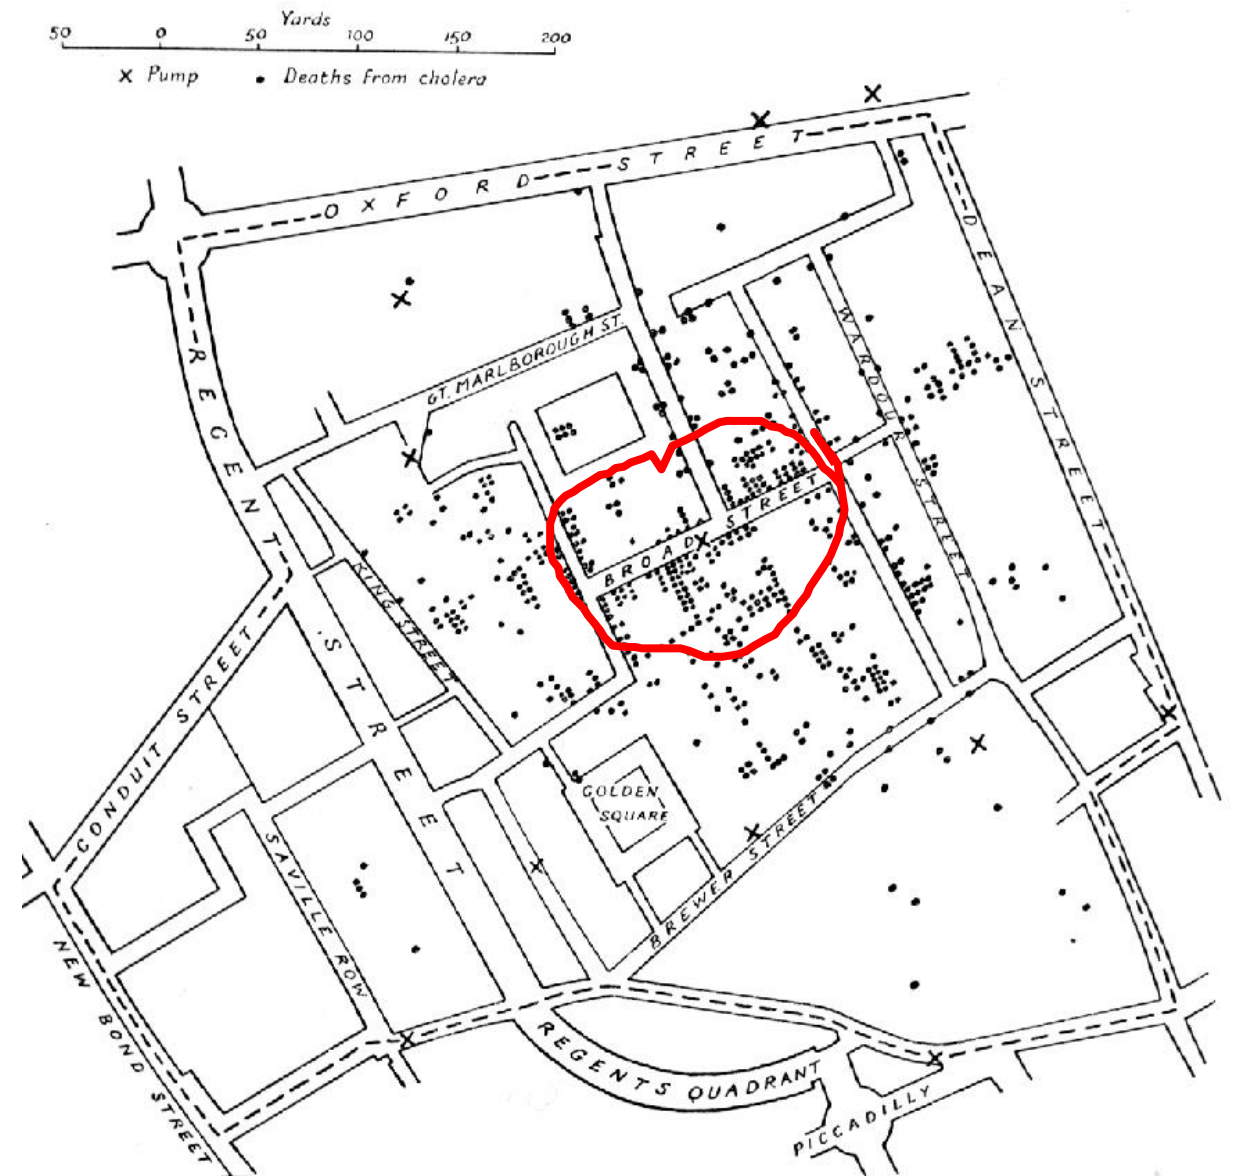 Yards
50 0 50 100 150 200
x Pump • Deaths from cholera
OXFORD STREET
DEAN STREET
REGENT STREET
GT. MARLBOROUGH ST.
WARDOUR STREET
BROAD STREET
KING STREET
CONDUIT STREET
GOLDEN
SQUARE
BREWER STREET
SAVILLE ROW
NEW BOND STREET
REGENTS QUADRANT
PICCADILLY